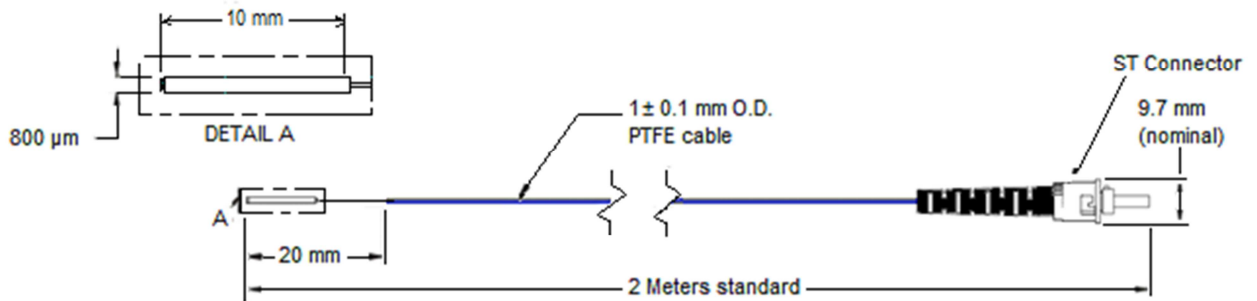 10 mm
800 µm
DETAIL A
1± 0.1 mm O.D.
PTFE cable
ST Connector
9.7 mm
(nominal)
A
20 mm
2 Meters standard